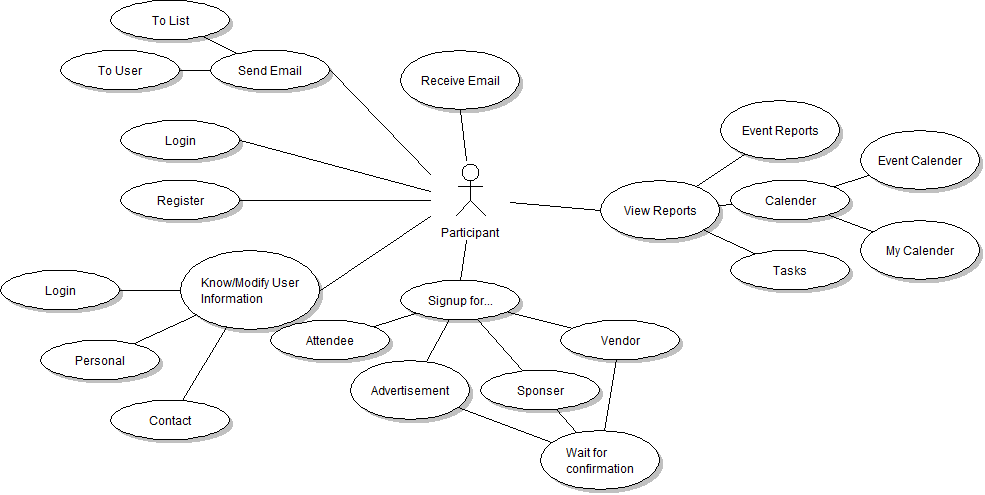 To List
To User
Send Email
Receive Email
Login
Register
Event Reports
Event Calender
View Reports
Calender
My Calender
Tasks
Participant
Know/Modify User
Information
Login
Personal
Contact
Signup for...
Attendee
Vendor
Advertisement
Sponser
Wait for
confirmation